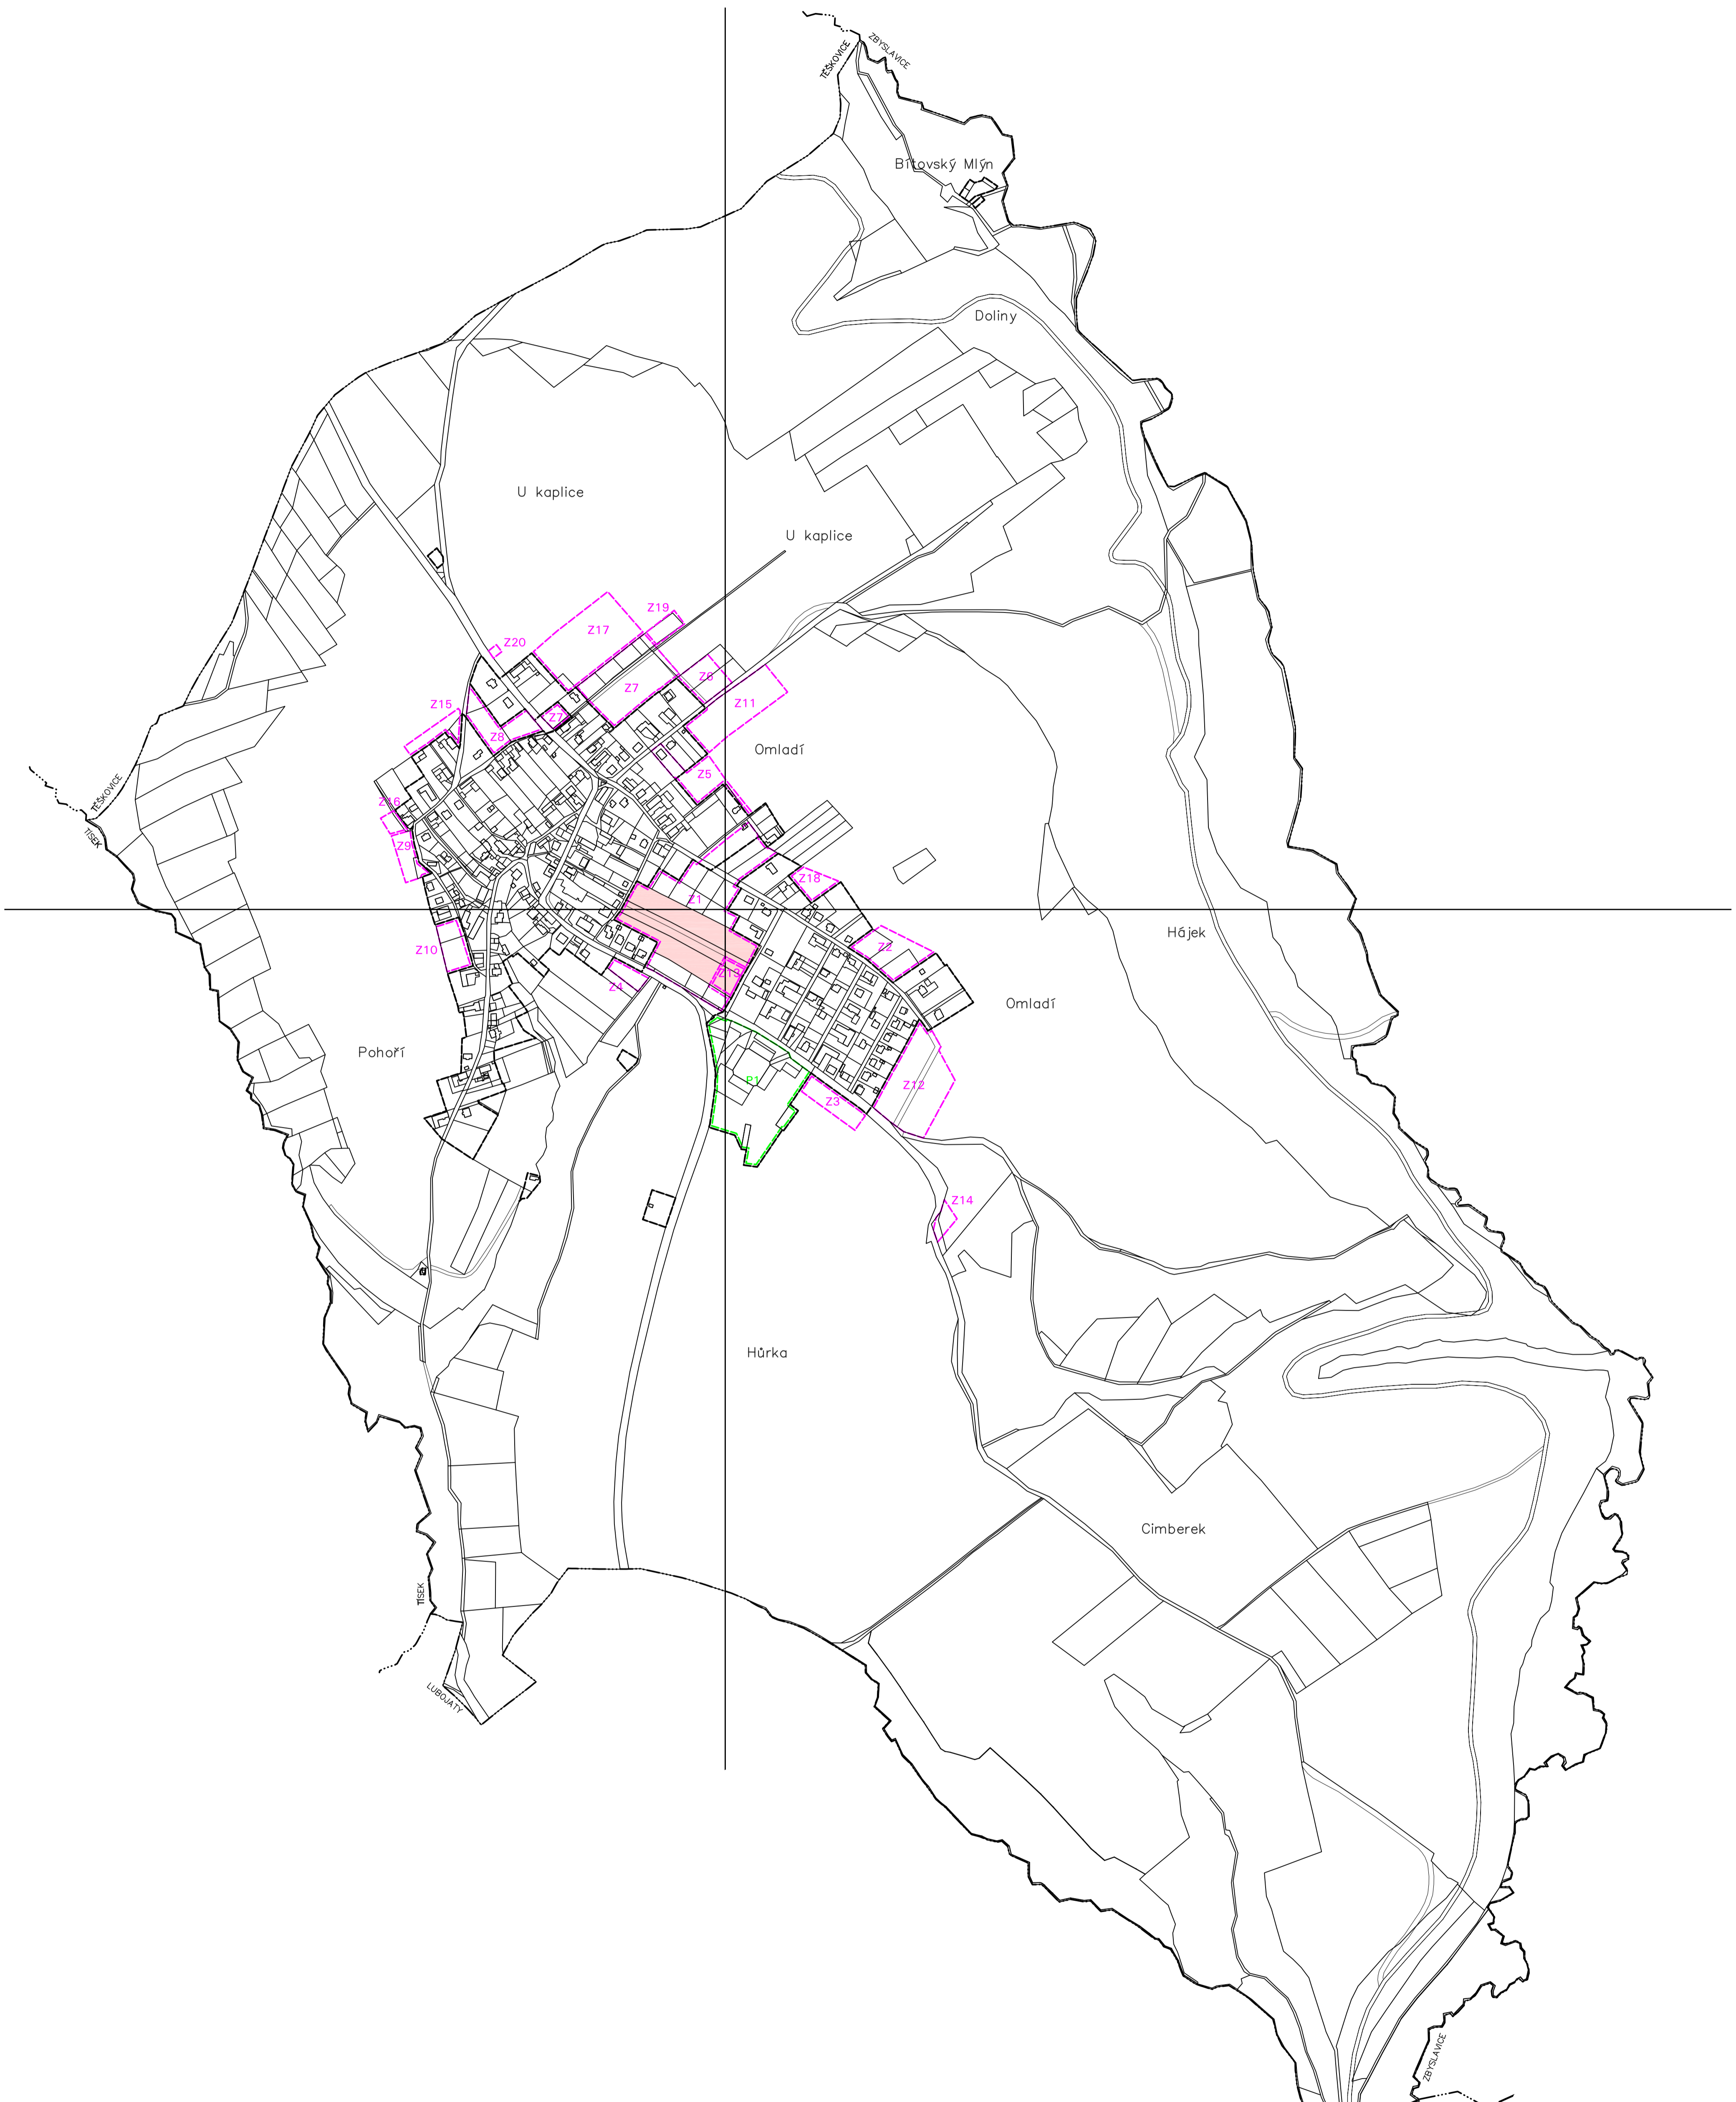 TĚŠKOVICE
ZBYSLAVICE
Bítovský Mlýn
Doliny
U kaplice
U kaplice
Z19
Z17
Z20
Z6
Z7
Z11
Z15
Z7
Z8
Omladí
Z5
TĚŠKOVICE
TÍSEK
Z16
Z9
Z18
Z1
Hájek
Z2
Z10
Z13
Z4
Omladí
Pohoří
P1
Z12
Z3
Z14
Hůrka
Cimberek
TÍSEK
LUBOJATY
ZBYSLAVICE